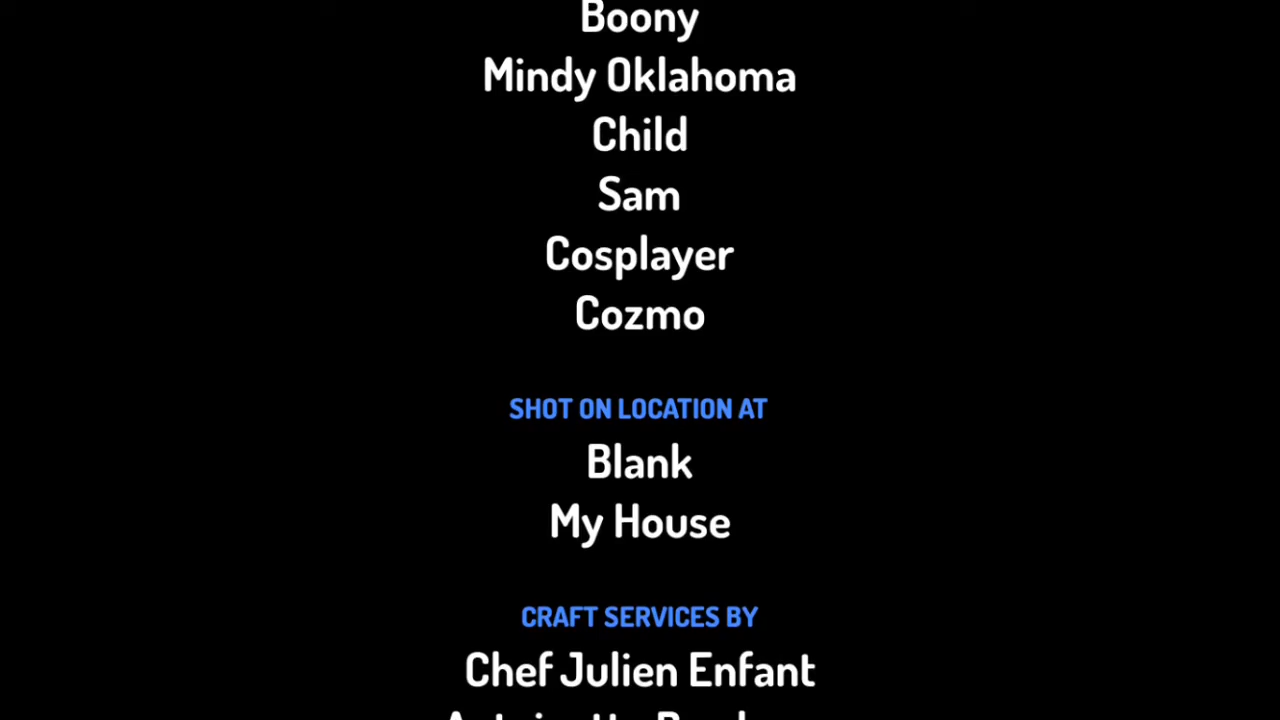 Boony
Mindy Oklahoma
Child
Sam
Cosplayer
Cozmo
SHOT ON LOCATION AT
Blank
My House
CRAFT SERVICES BY
Chef Julien Enfant